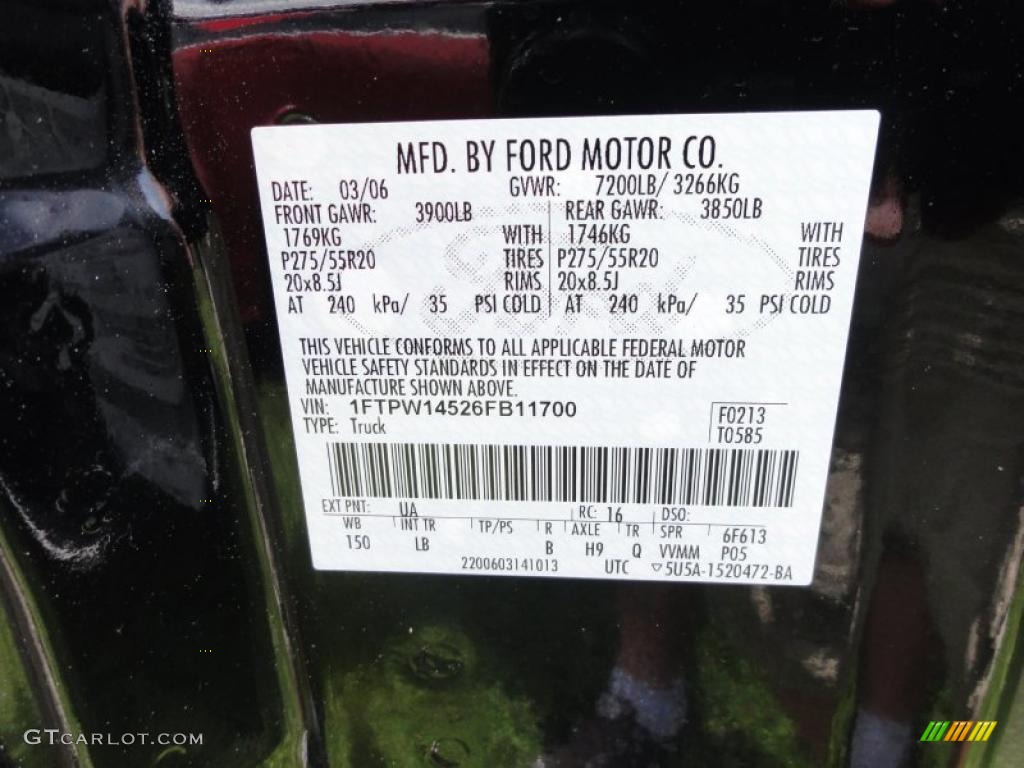 MFD. BY FORD MOTOR CO.
DATE: 03/06 GVWR: 7200LB/ 3266KG
FRONT GAWR: 3900LB REAR GAWR: 3850LB
1769KG WITH 1746KG WITH
P275/55R20 TIRES P275/55R20 TIRES
20x8.5J RIMS 20x8.5J RIMS
AT 240 kPa/ 35 PSI COLD AT 240 kPa/ 35 PSI COLD
THIS VEHICLE CONFORMS TO ALL APPLICABLE FEDERAL MOTOR
VEHICLE SAFETY STANDARDS IN EFFECT ON THE DATE OF
MANUFACTURE SHOWN ABOVE.
VIN: 1FTPW14526FB11700 F0213
TYPE: Truck T0585
EXT PNT: UA RC: 16 DSO:
WB INT TR TP/PS R AXLE TR SPR 6F613
150 LB B H9 Q VVMM P05
2200603141013 UTC ▽5U5A-1520472-BA
GTCARLOT.COM